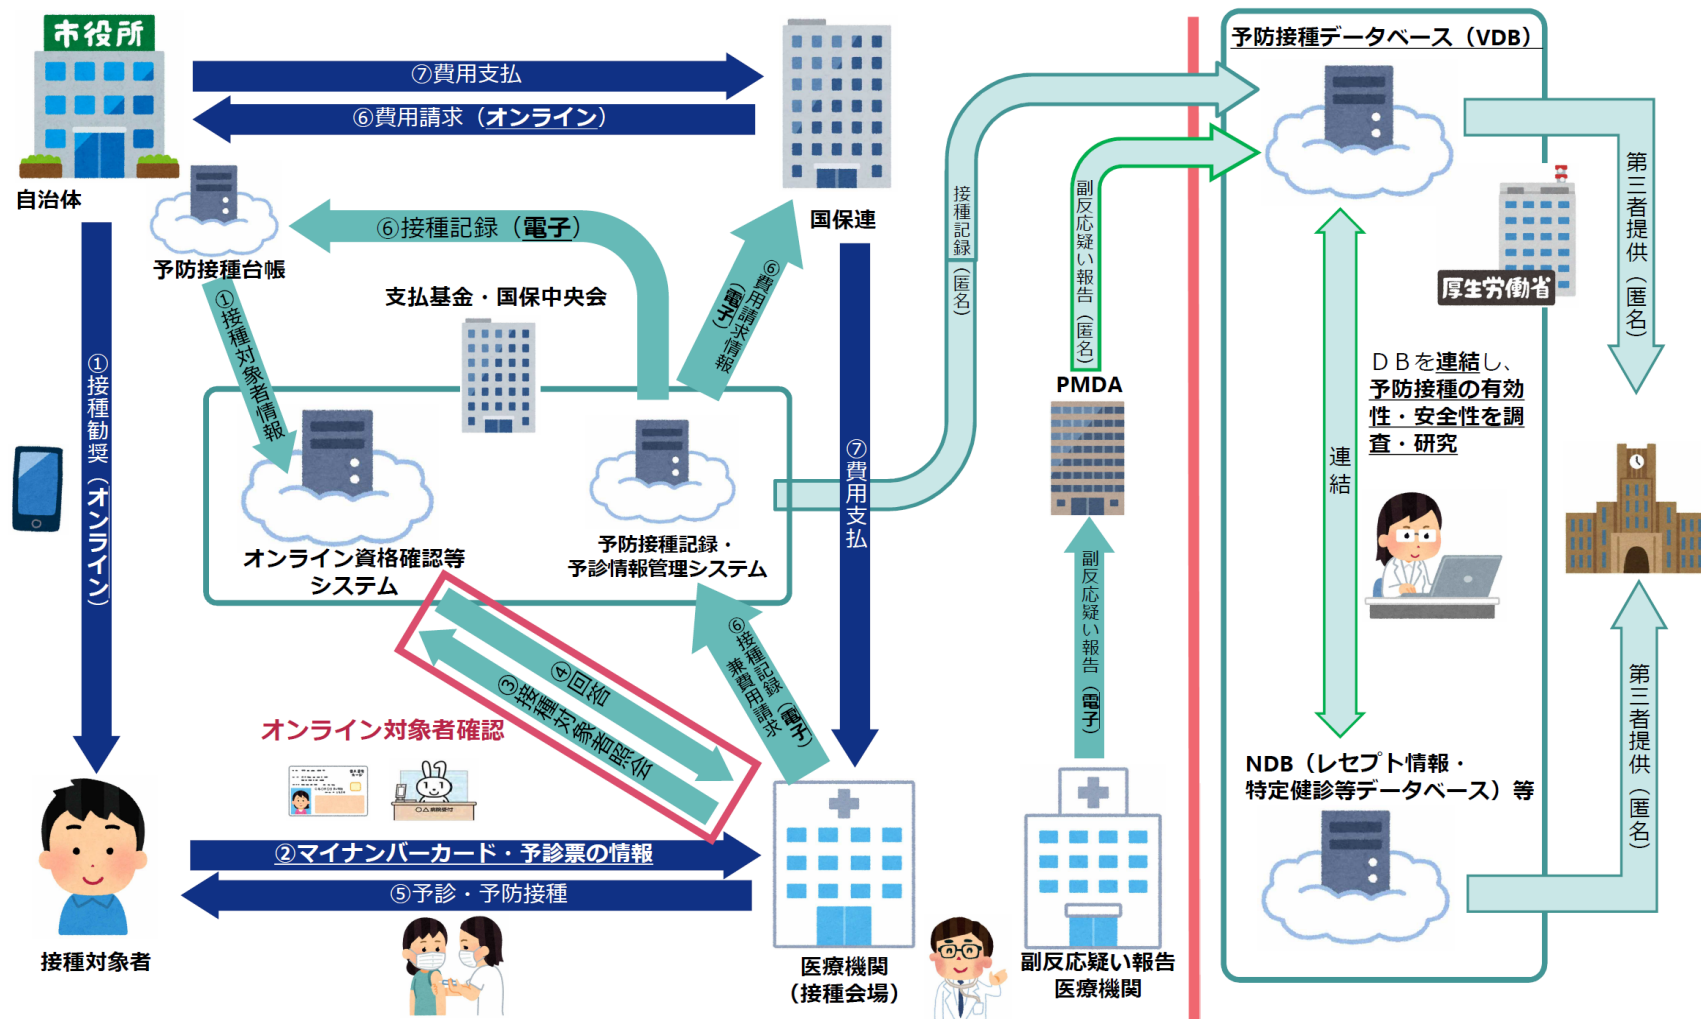 市役所
自治体
⑦費用支払
⑥費用請求（オンライン）
国保連
予防接種台帳
⑥接種記録（電子）
①接種対象者情報
⑥費用請求情報
（電子）
支払基金・国保中央会
①接種勧奨（オンライン）
オンライン資格確認等
システム
予防接種記録・
予診情報管理システム
⑦費用支払
④回答
③接種対象者照会
オンライン対象者確認
⑥接種記録（電子）
兼費用請求
②マイナンバーカード・予診票の情報
⑤予診・予防接種
接種対象者
医療機関
（接種会場）
接種記録（匿名）
副反応疑い報告（匿名）
PMDA
副反応疑い報告（電子）
副反応疑い報告
医療機関
予防接種データベース（VDB）
厚生労働省
第三者提供（匿名）
ＤＢを連結し、
予防接種の有効
性・安全性を調
査・研究
連結
NDB（レセプト情報・
特定健診等データベース）等
第三者提供（匿名）